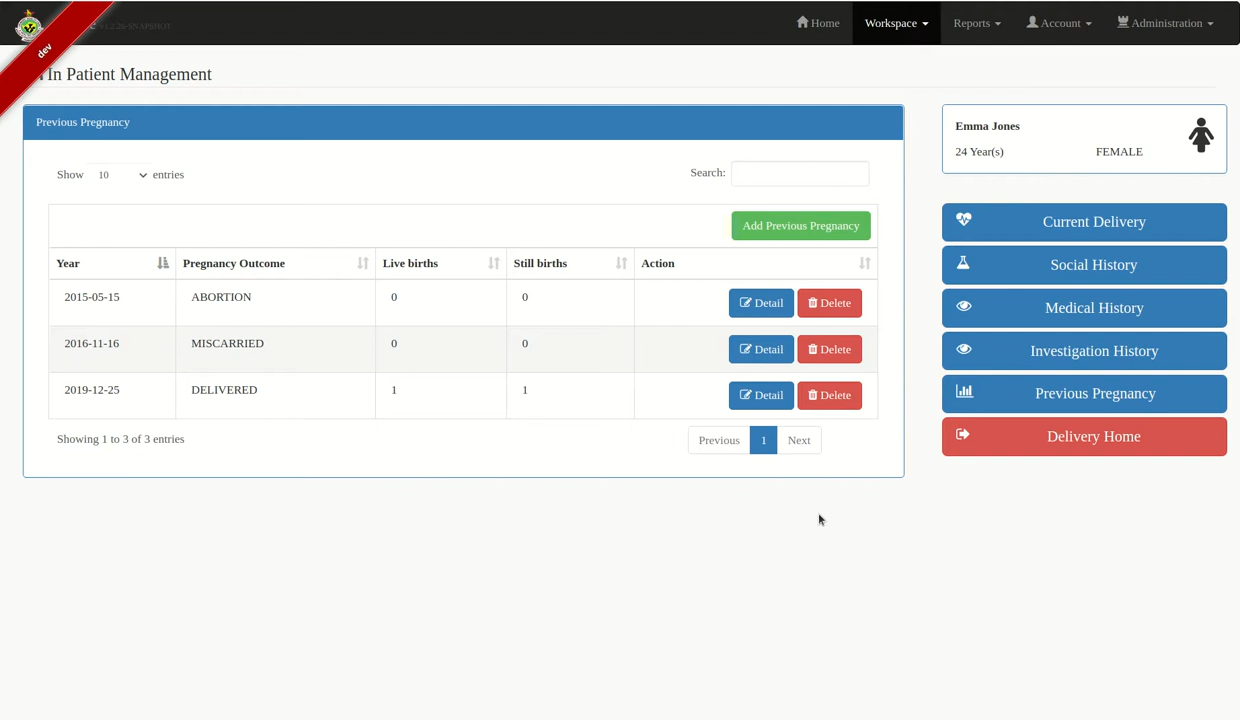 v1.2.26-SNAPSHOT
Home Workspace Reports Account Administration
dev
In Patient Management
Previous Pregnancy
Show 10 entries Search:
Add Previous Pregnancy
Year Pregnancy Outcome Live births Still births Action
2015-05-15 ABORTION 0 0 Detail Delete
2016-11-16 MISCARRIED 0 0 Detail Delete
2019-12-25 DELIVERED 1 1 Detail Delete
Showing 1 to 3 of 3 entries Previous 1 Next
Emma Jones
24 Year(s) FEMALE
Current Delivery
Social History
Medical History
Investigation History
Previous Pregnancy
Delivery Home